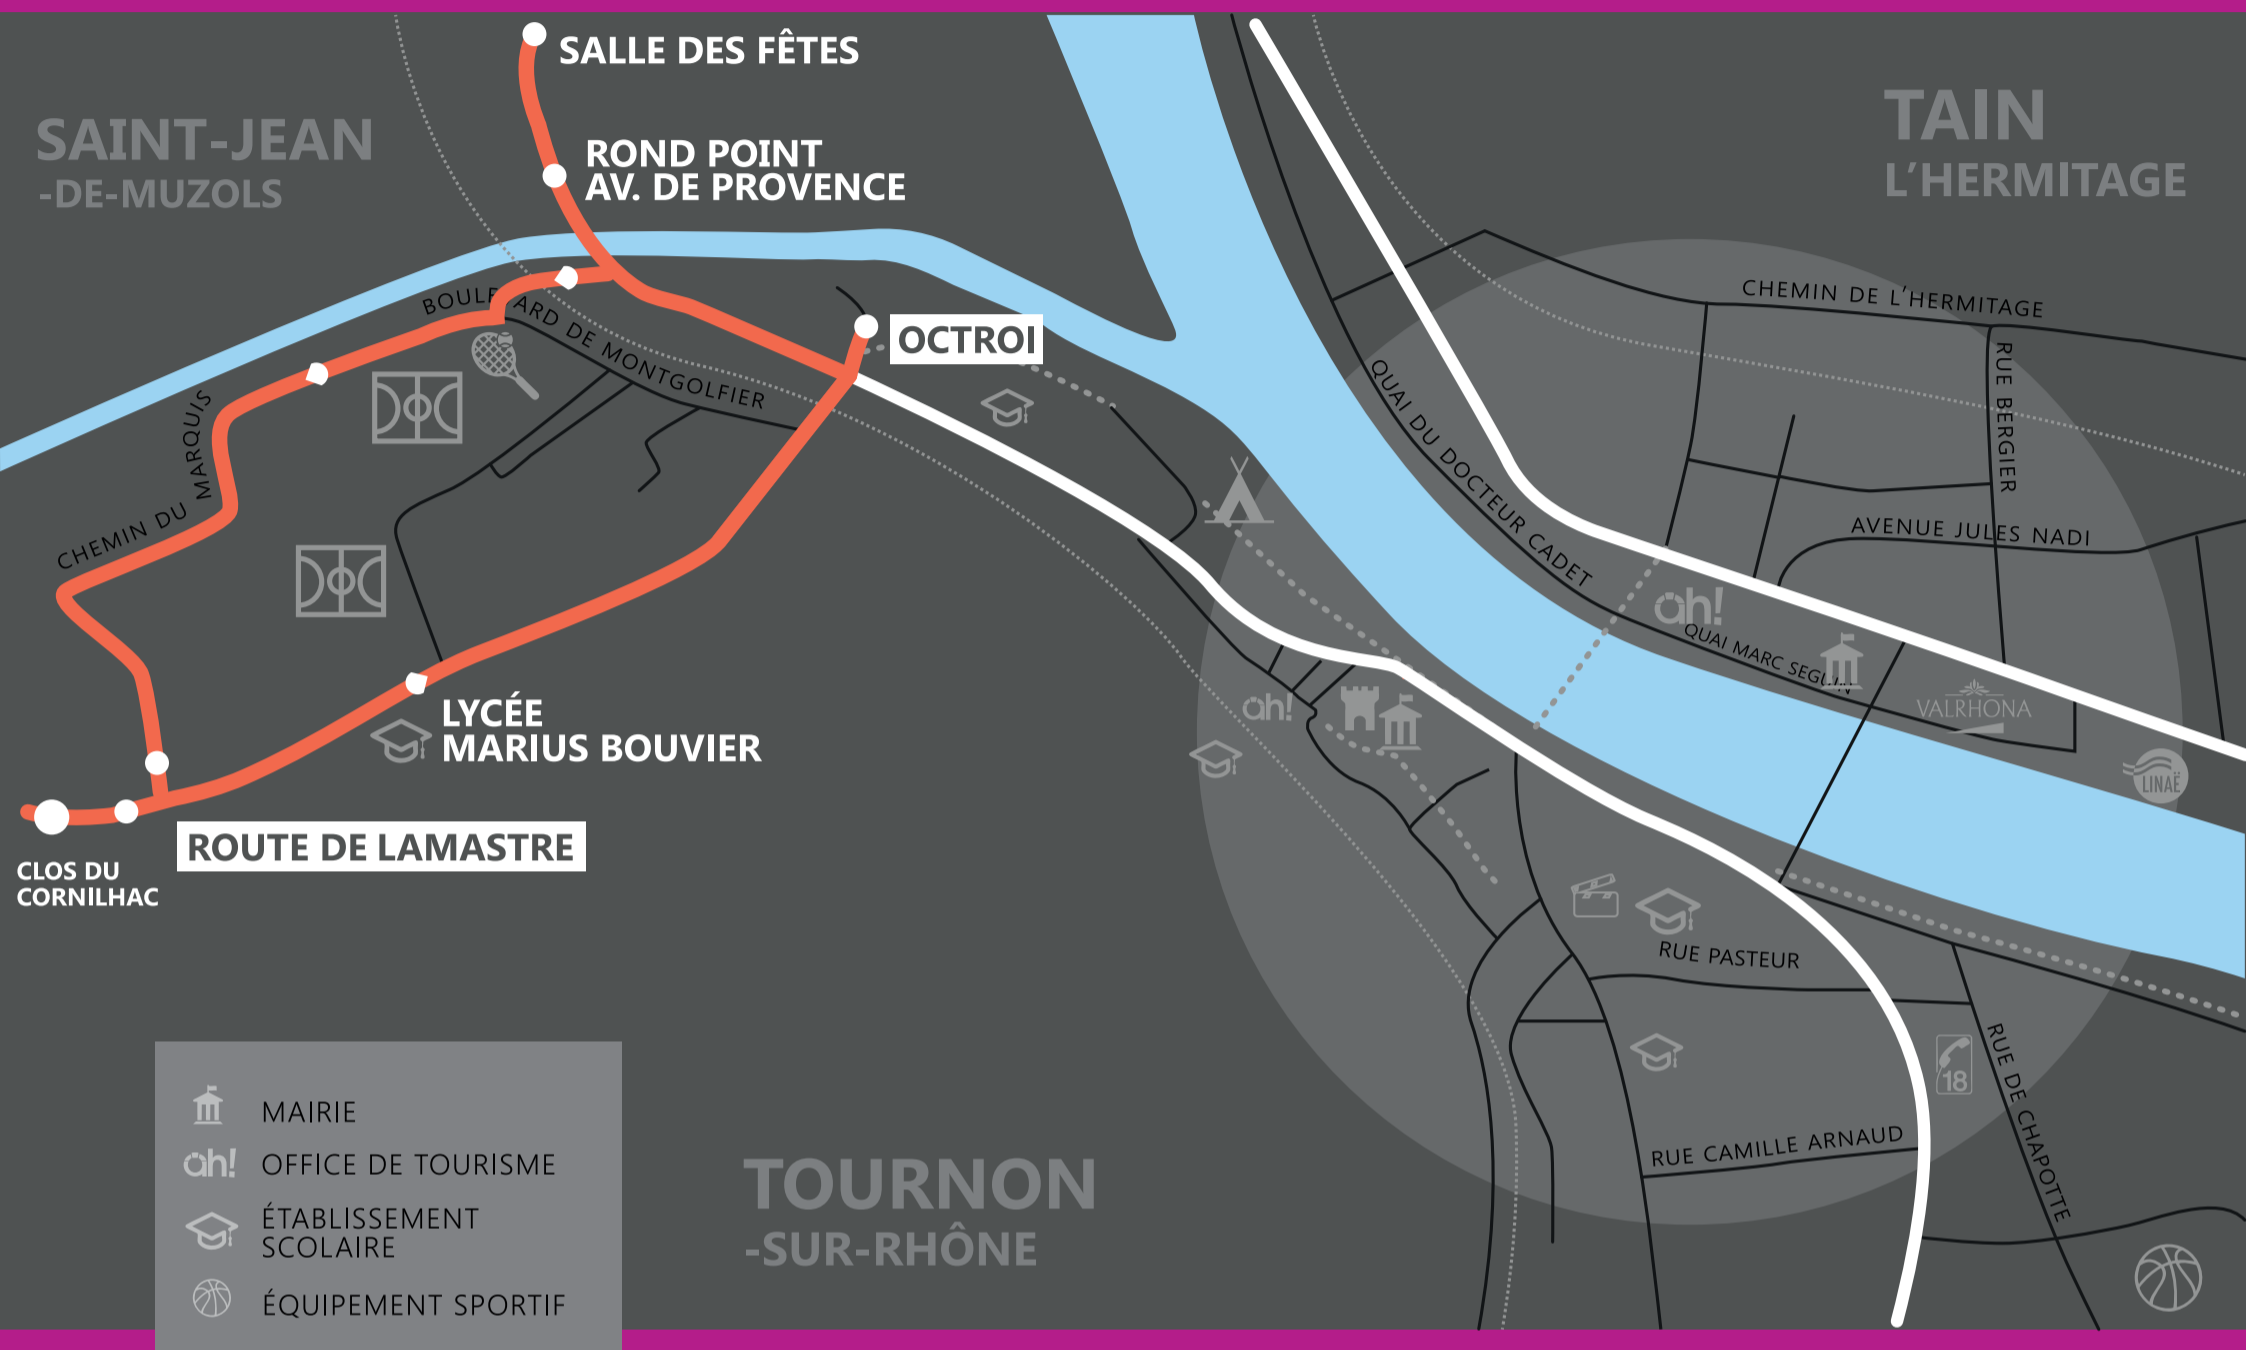 SALLE DES FÊTES
SAINT-JEAN
-DE-MUZOLS
ROND POINT
AV. DE PROVENCE
TAIN
L'HERMITAGE
CHEMIN DE L'HERMITAGE
BOULEVARD DE MONTGOLFIER
OCTROI
RUE BERGIER
QUAI DU DOCTEUR CADET
CHEMIN DU MARQUIS
AVENUE JULES NADI
ah!
QUAI MARC SEGUIN
VALRHONA
LINAË
ah!
LYCÉE
MARIUS BOUVIER
ROUTE DE LAMASTRE
CLOS DU
CORNILHAC
RUE PASTEUR
18
RUE DE CHAPOTTE
RUE CAMILLE ARNAUD
TOURNON
-SUR-RHÔNE
MAIRIE
ah!
OFFICE DE TOURISME
ÉTABLISSEMENT
SCOLAIRE
ÉQUIPEMENT SPORTIF